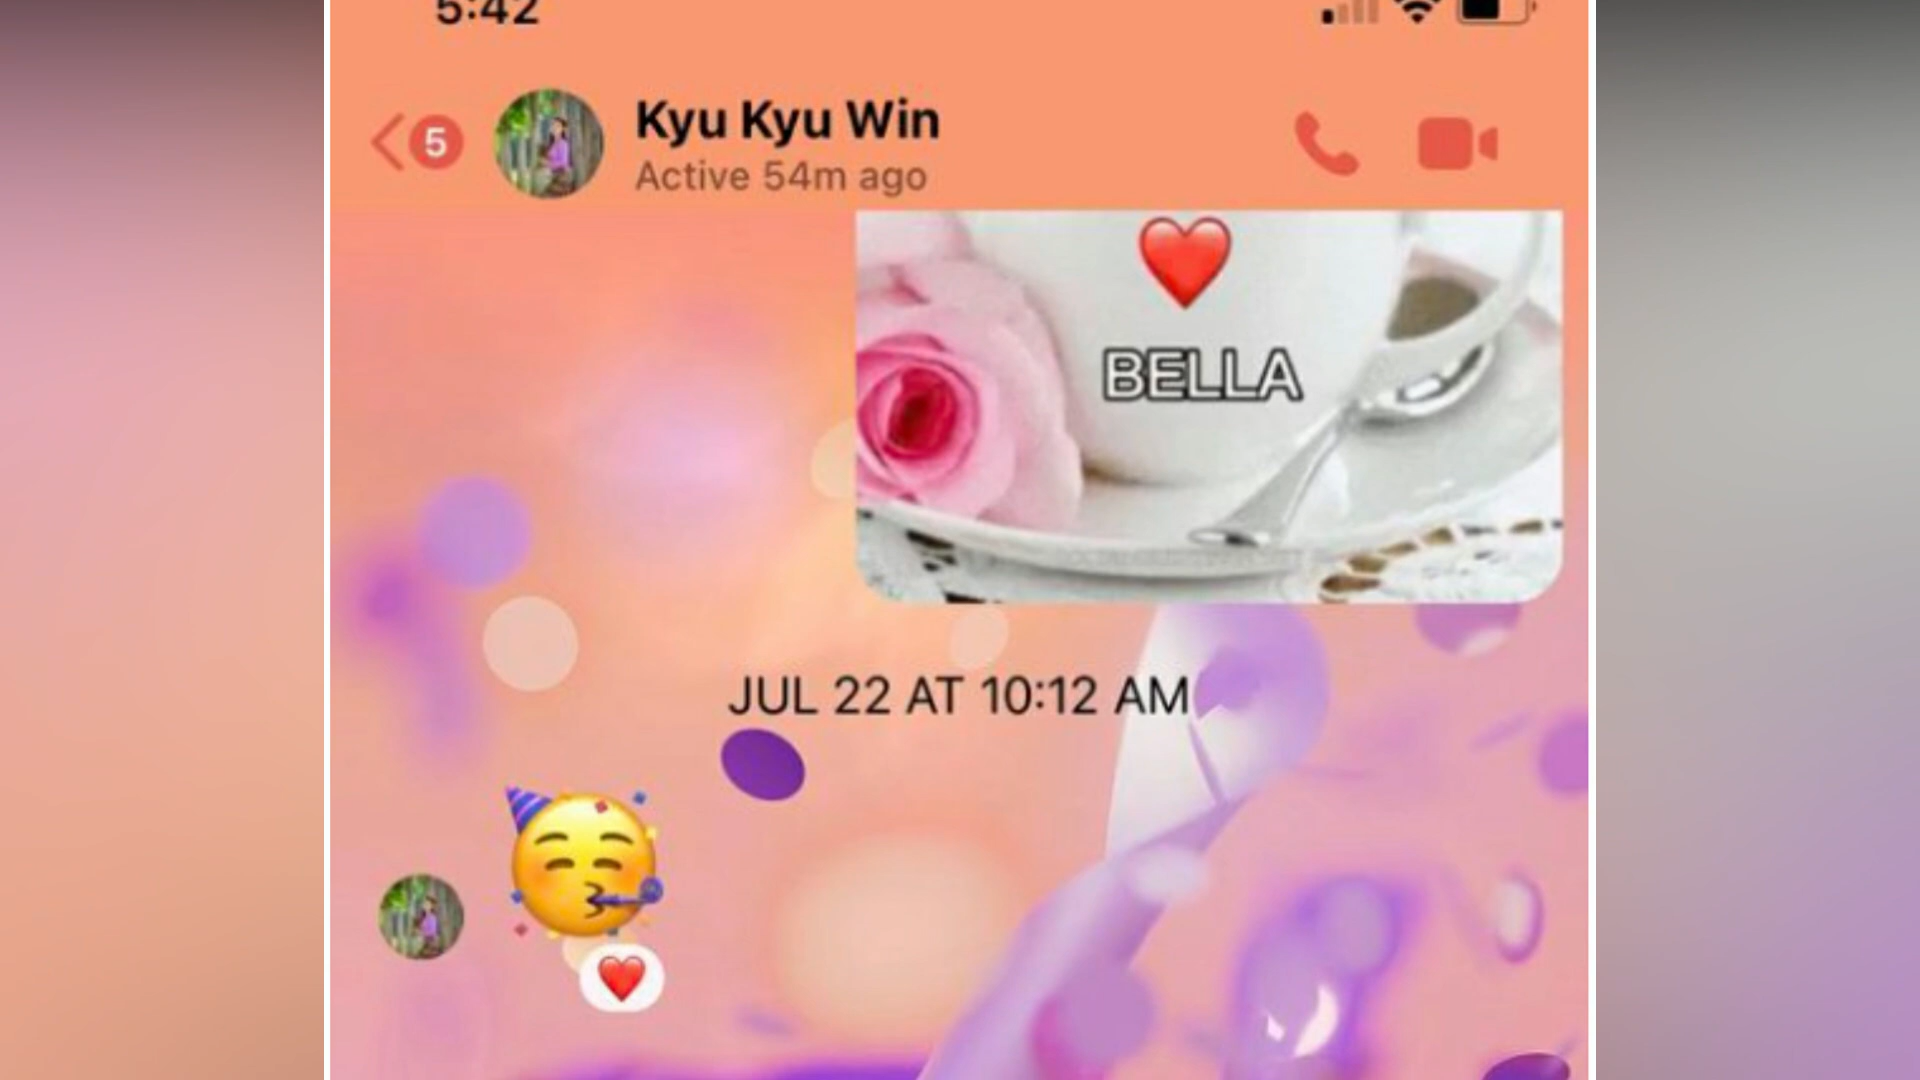 5:42
5
Kyu Kyu Win
Active 54m ago
BELLA
JUL 22 AT 10:12 AM